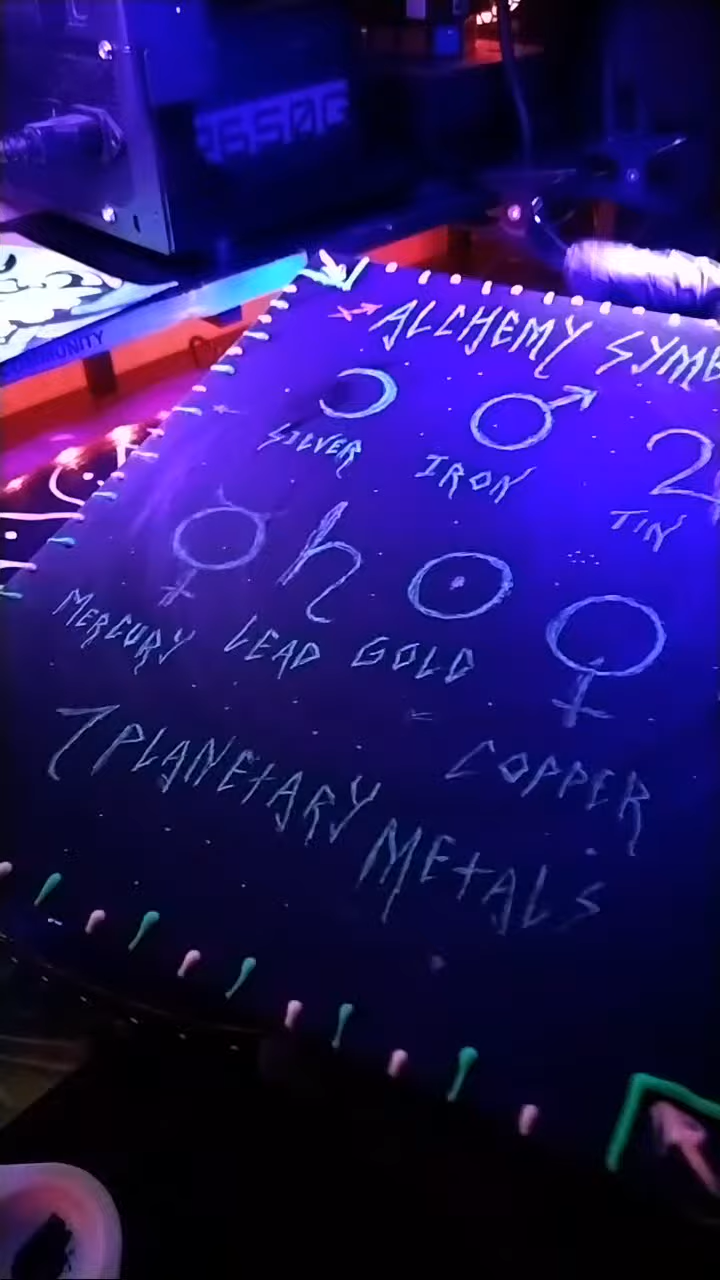 ALCHEMY SYMB
SILVER IRON TIN
MERCURY LEAD GOLD
COPPER
7 PLANEtARY
MEtALS